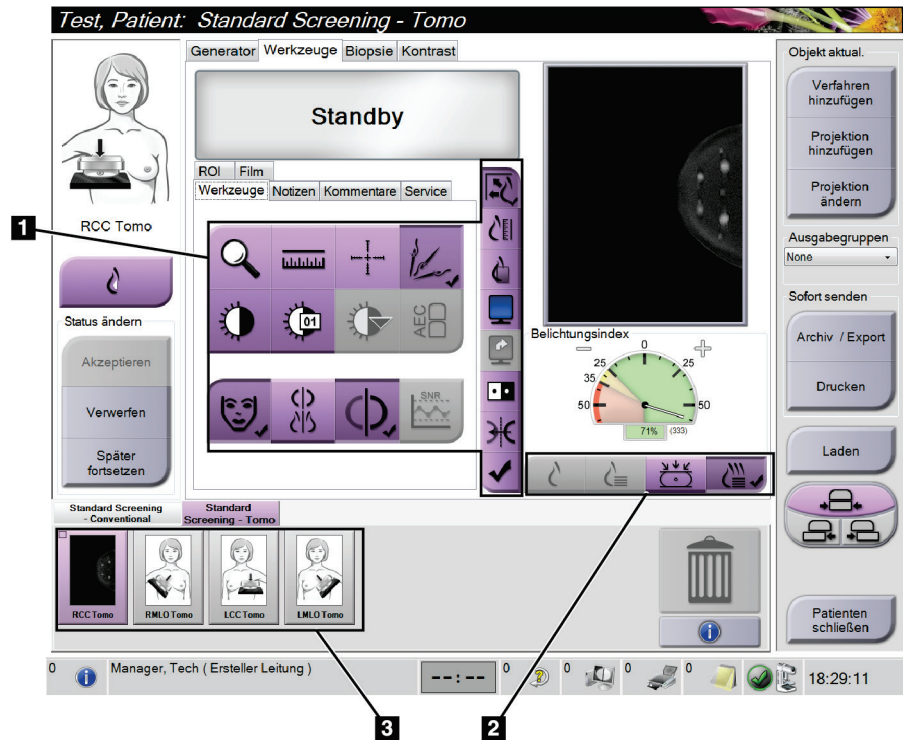 Test, Patient: Standard Screening - Tomo
Generator Werkzeuge Biopsie Kontrast
Standby
ROI Film
Werkzeuge Notizen Kommentare Service
RCC Tomo
1
Status ändern
Akzeptieren
Verwerfen
Später
fortsetzen
01
AEC
SNR
Belichtungsindex
0
25 25
35
50 50
71% (333)
Objekt aktual.
Verfahren
hinzufügen
Projektion
hinzufügen
Projektion
ändern
Ausgabegruppen
None
Sofort senden
Archiv / Export
Drucken
Laden
Patienten
schließen
Standard Screening
- Conventional
Standard
Screening - Tomo
RCC Tomo
RMLO Tomo
LCC Tomo
LMLO Tomo
0 Manager, Tech ( Ersteller Leitung ) --:-- 0 0 0 0 18:29:11
3
2